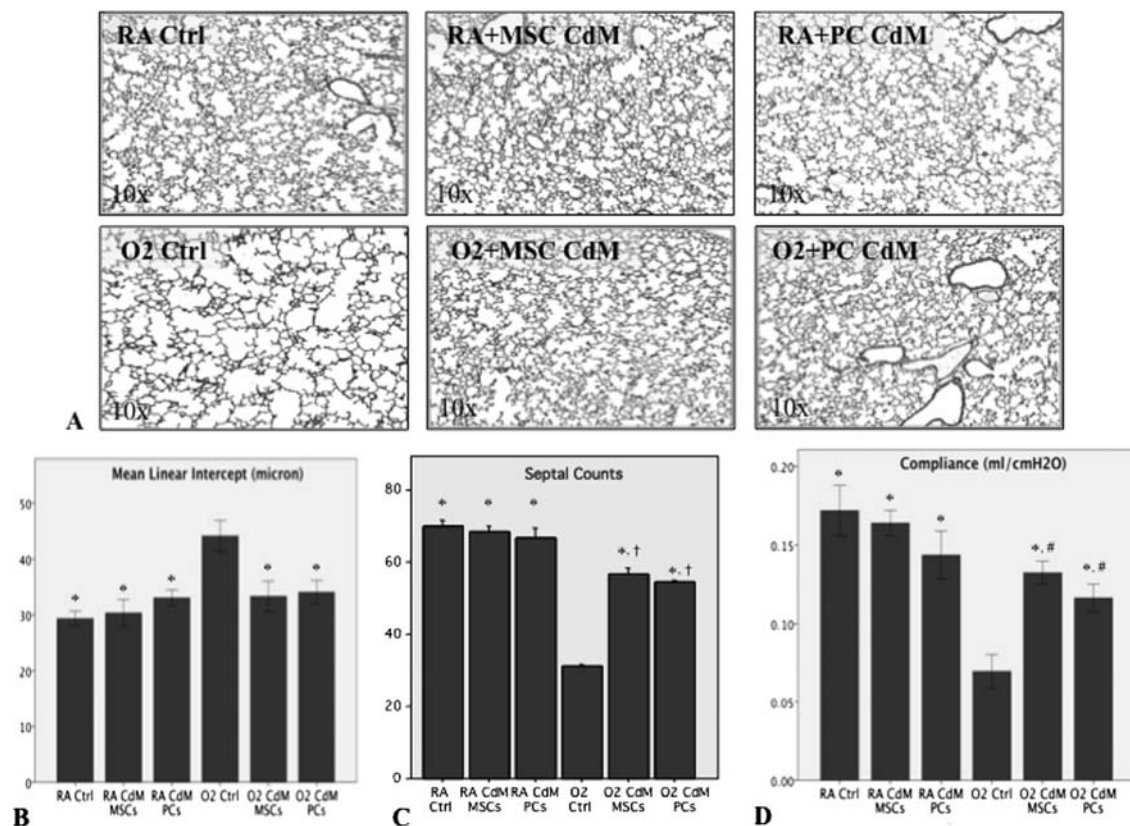 RA Ctrl
RA+MSC CdM
RA+PC CdM
10x
10x
10x
O2 Ctrl
O2+MSC CdM
O2+PC CdM
10x
10x
10x
A
Mean Linear Intercept (micron)
50
40
30
20
10
0
* * * * *
RA Ctrl
RA CdM MSCs
RA CdM PCs
O2 Ctrl
O2 CdM MSCs
O2 CdM PCs
B
Septal Counts
80
60
40
20
0
* * * *, † *, †
RA Ctrl
RA CdM MSCs
RA CdM PCs
O2 Ctrl
O2 CdM MSCs
O2 CdM PCs
C
Compliance (ml/cmH2O)
0.20
0.15
0.10
0.05
0.00
* * * *, # *, #
RA Ctrl
RA CdM MSCs
RA CdM PCs
O2 Ctrl
O2 CdM MSCs
O2 CdM PCs
D